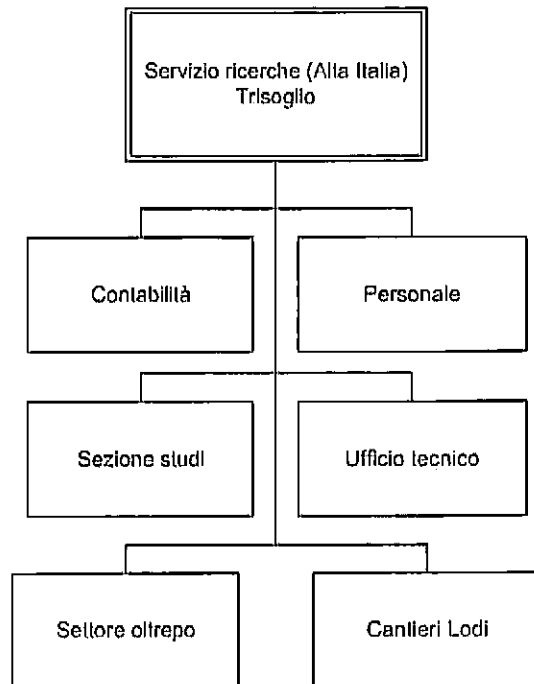 Servizio ricerche (Alta Italia)
Trisoglio
Contabilità
Personale
Sezione studi
Ufficio tecnico
Settore oltrepo
Cantieri Lodi